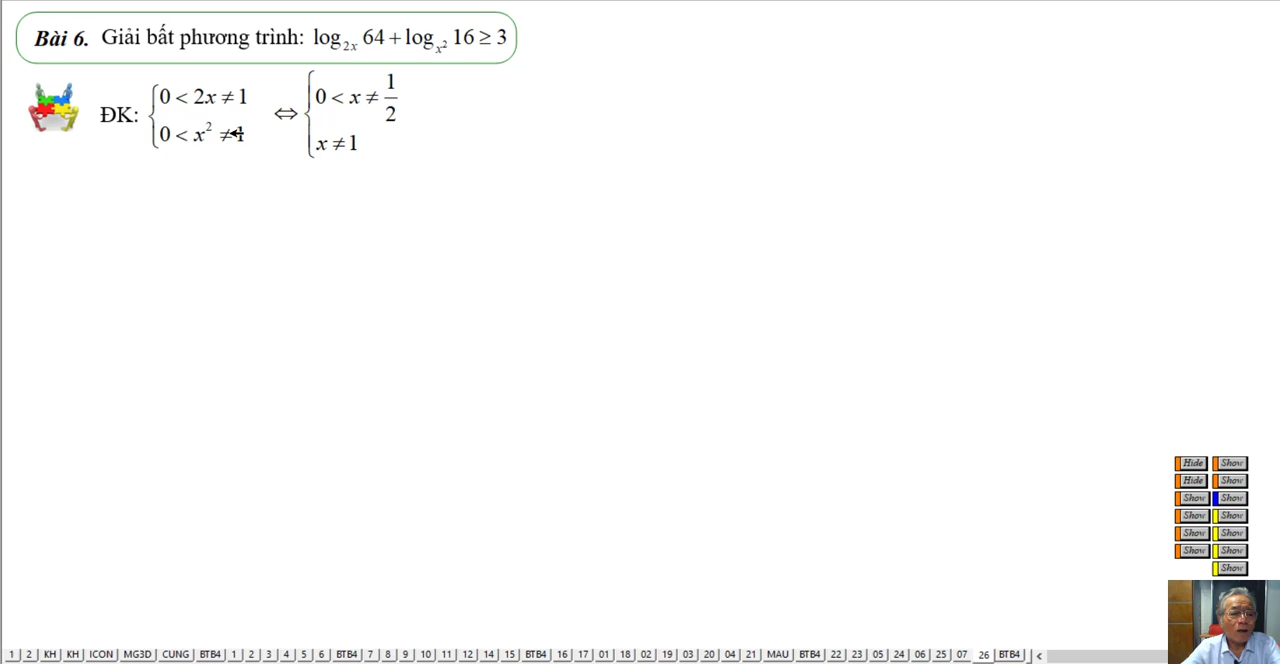 Bài 6. Giải bất phương trình: log_{2x} 64 + log_{x²} 16 ≥ 3
ĐK: { 0 < 2x ≠ 1 ⇔ { 0 < x ≠ 1/2
0 < x² ≠ 1 x ≠ 1
Hide Show
Hide Show
Show Show
Show Show
Show Show
Show Show
Show
1 2 KH KH ICON MG3D CUNG BTB4 1 2 3 4 5 6 BTB4 7 8 9 10 11 12 14 15 BTB4 16 17 01 18 02 19 03 20 04 21 MAU BTB4 22 23 05 24 06 25 07 26 BTB4 <